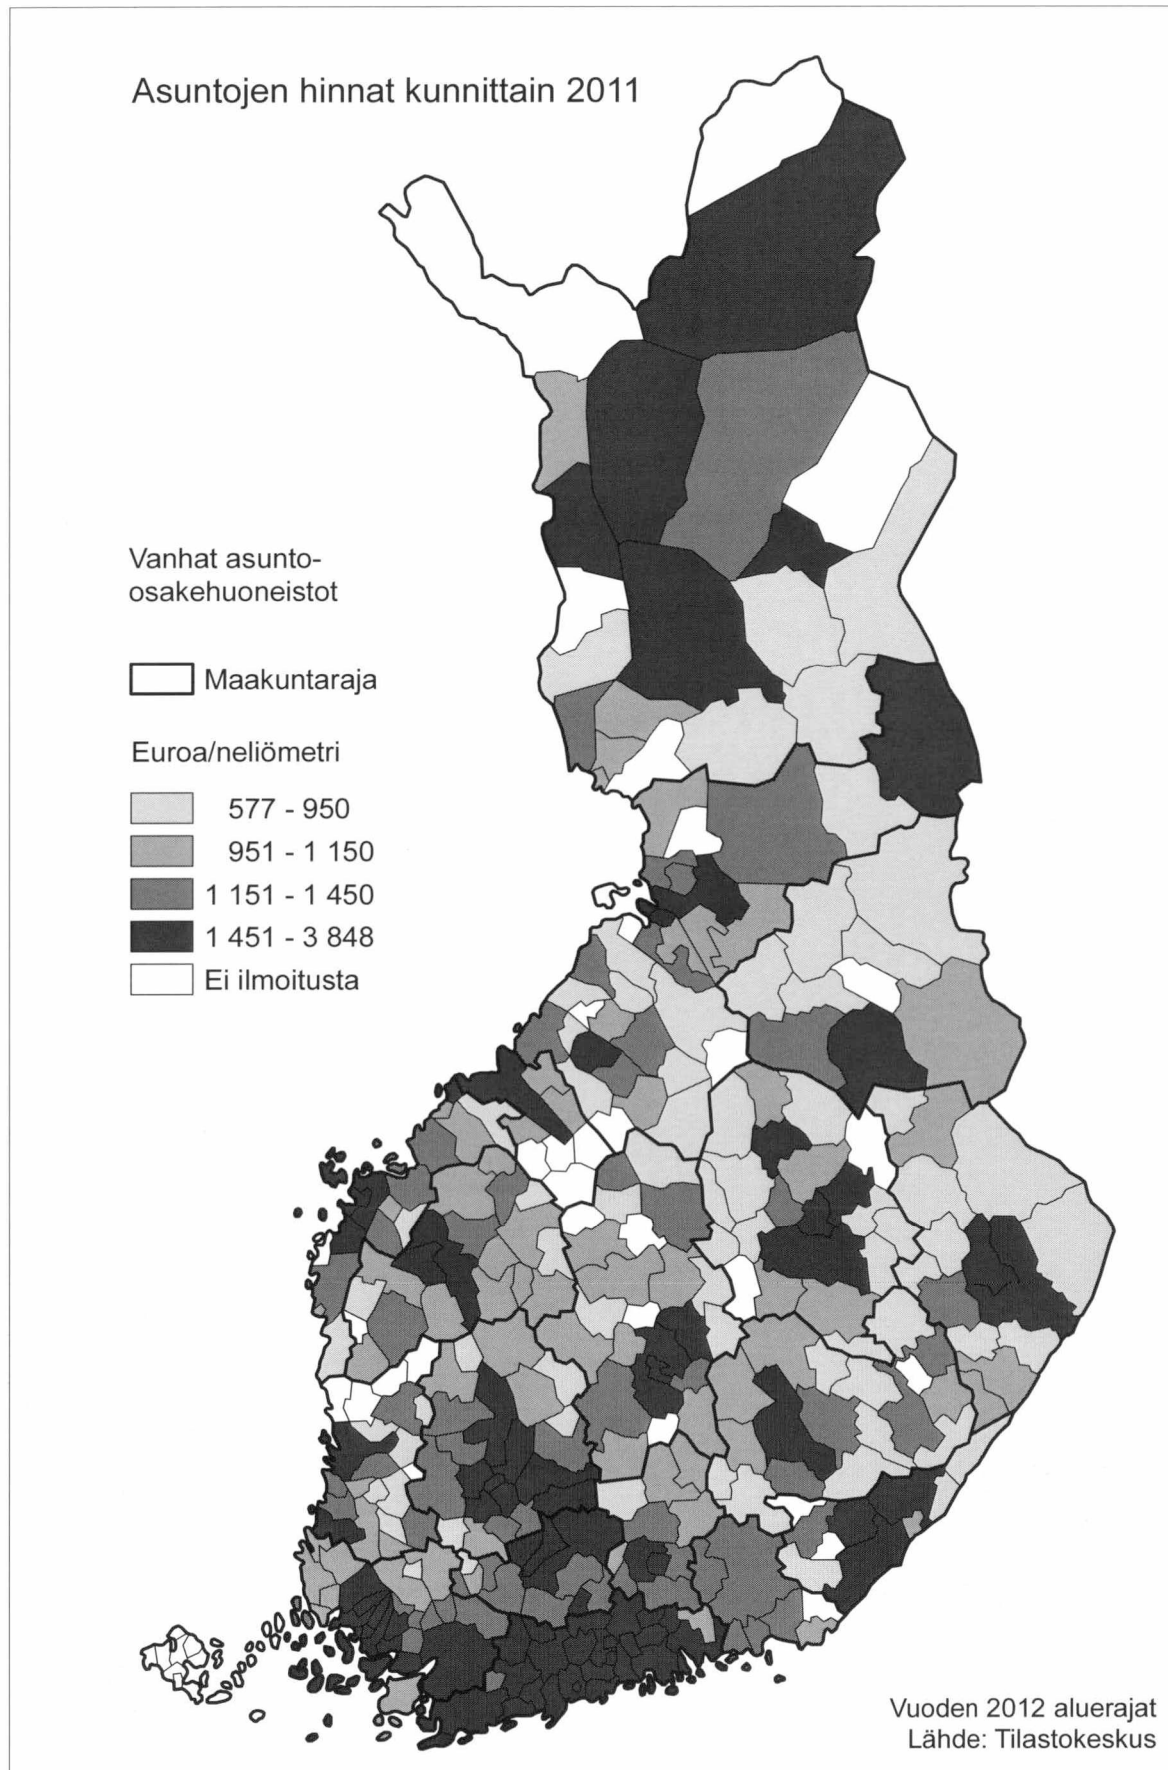 Asuntojen hinnat kunnittain 2011
Vanhat asunto-
osakehuoneistot
Maakuntaraja
Euroa/neliömetri
577 - 950
951 - 1 150
1 151 - 1 450
1 451 - 3 848
Ei ilmoitusta
Vuoden 2012 aluerajat
Lähde: Tilastokeskus